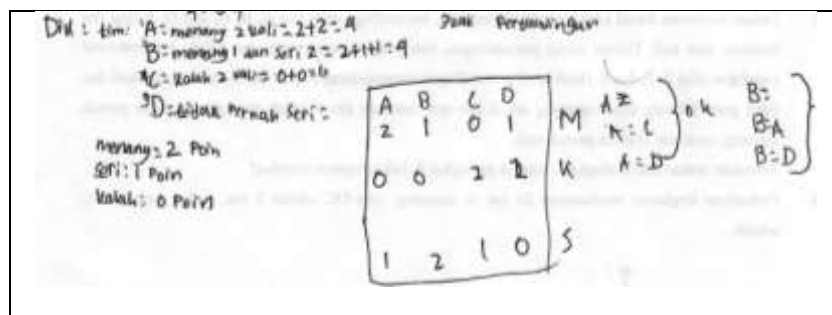 Dik : tim: A = menang 2 kali = 2+2 = 4
B = menang 1 dan seri 2 = 2+1+1 = 4
C = kalah 2 kali = 0+0 = 0
D = tidak pernah seri =
menang = 2 Poin
seri = 1 Poin
kalah = 0 Poin
A B C D
2 1 0 1 M
0 0 2 2 K
1 2 1 0 S
A =
A = C
A = D
B =
B = A
B = D